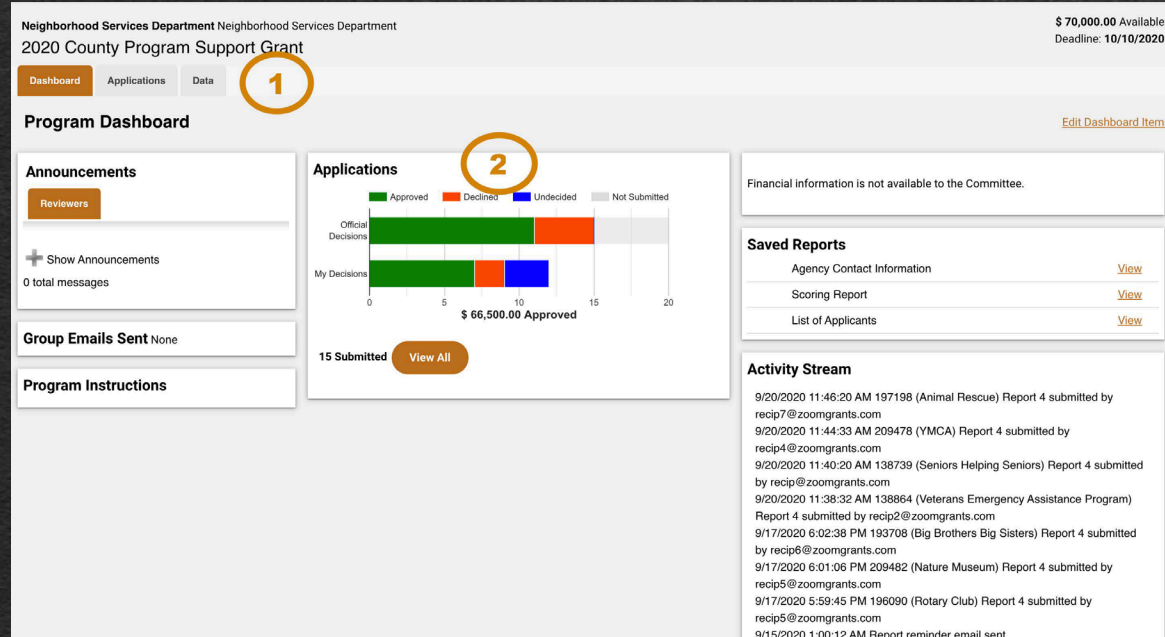 Neighborhood Services Department Neighborhood Services Department
$ 70,000.00 Available
2020 County Program Support Grant
Deadline: 10/10/2020
Dashboard Applications Data
1
Program Dashboard
Edit Dashboard Item
Announcements
Reviewers
Show Announcements
0 total messages
Group Emails Sent None
Program Instructions
Applications
2
Approved Declined Undecided Not Submitted
Official
Decisions
My Decisions
0 5 10 15 20
$ 66,500.00 Approved
15 Submitted View All
Financial information is not available to the Committee.
Saved Reports
Agency Contact Information View
Scoring Report View
List of Applicants View
Activity Stream
9/20/2020 11:46:20 AM 197198 (Animal Rescue) Report 4 submitted by
recip7@zoomgrants.com
9/20/2020 11:44:33 AM 209478 (YMCA) Report 4 submitted by
recip4@zoomgrants.com
9/20/2020 11:40:20 AM 138739 (Seniors Helping Seniors) Report 4 submitted
by recip@zoomgrants.com
9/20/2020 11:38:32 AM 138864 (Veterans Emergency Assistance Program)
Report 4 submitted by recip2@zoomgrants.com
9/17/2020 6:02:38 PM 193708 (Big Brothers Big Sisters) Report 4 submitted
by recip6@zoomgrants.com
9/17/2020 6:01:06 PM 209482 (Nature Museum) Report 4 submitted by
recip5@zoomgrants.com
9/17/2020 5:59:45 PM 196090 (Rotary Club) Report 4 submitted by
recip5@zoomgrants.com
9/15/2020 1:00:12 AM Report reminder email sent